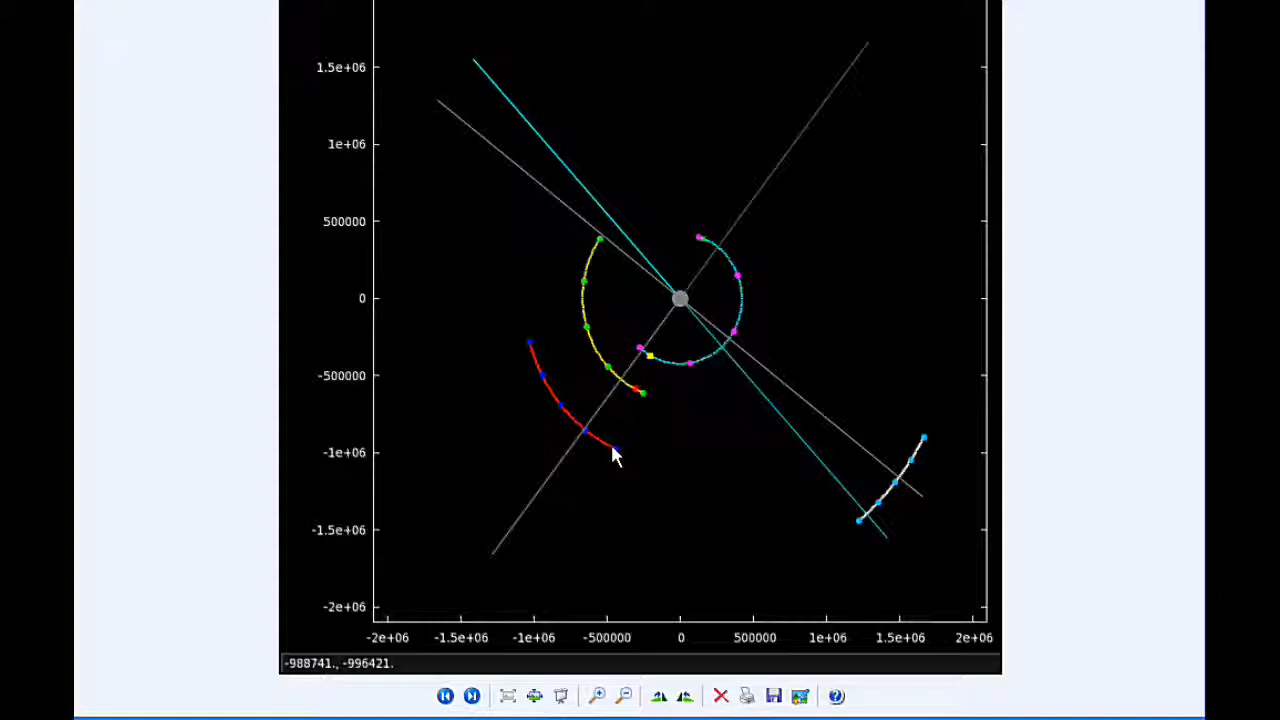 1.5e+06
1e+06
500000
0
-500000
-1e+06
-1.5e+06
-2e+06
-2e+06 -1.5e+06 -1e+06 -500000 0 500000 1e+06 1.5e+06 2e+06
-988741., -996421.